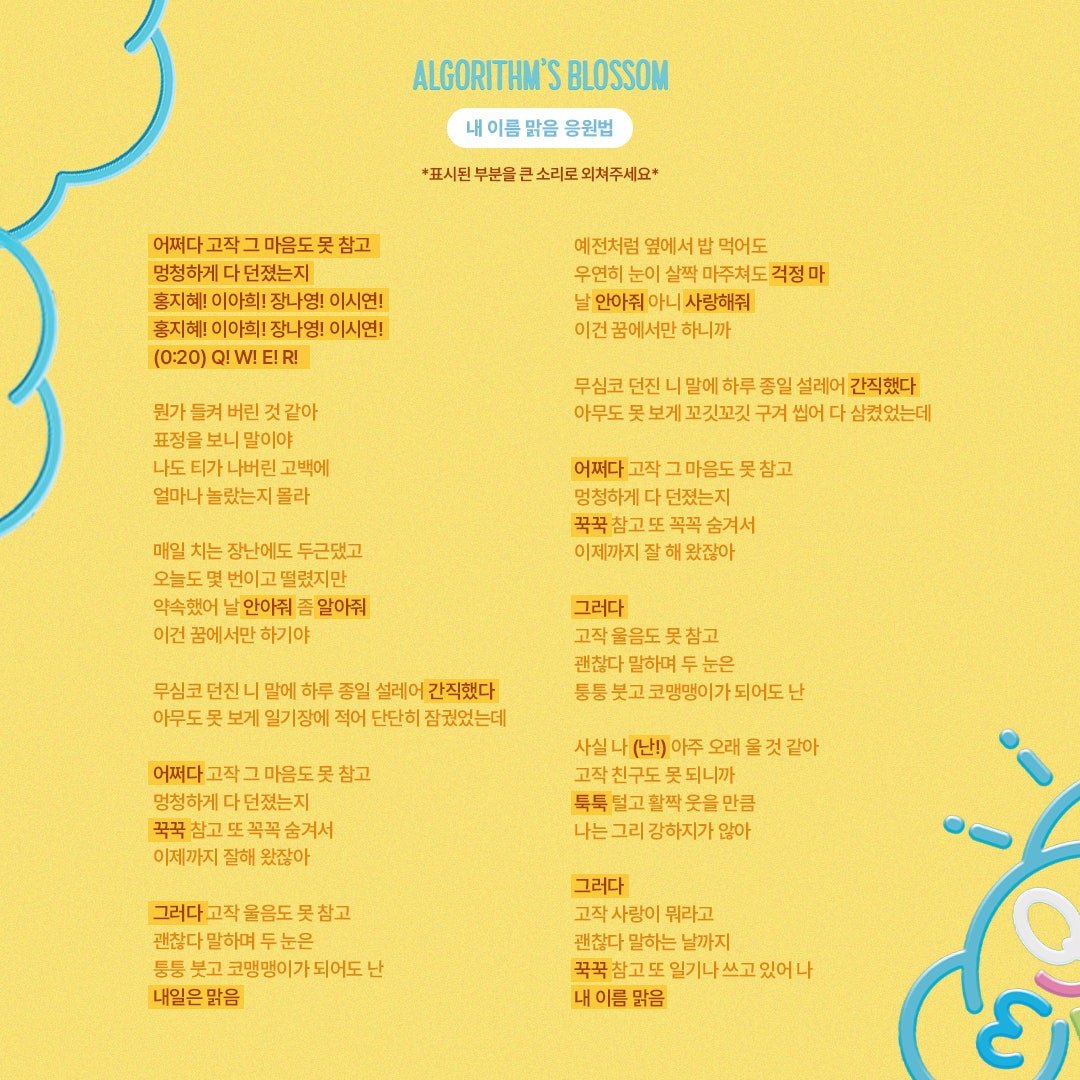 ALGORITHM'S BLOSSOM
내 이름 맑음 응원법
*표시된 부분을 큰 소리로 외쳐주세요*
어쩌다 고작 그 마음도 못 참고
멍청하게 다 던졌는지
홍지혜! 이아희! 장나영! 이시연!
홍지혜! 이아희! 장나영! 이시연!
(0:20) Q! W! E! R!
뭔가 들켜 버린 것 같아
표정을 보니 말이야
나도 티가 나버린 고백에
얼마나 놀랐는지 몰라
매일 치는 장난에도 두근댔고
오늘도 몇 번이고 떨렸지만
약속했어 날 안아줘 좀 알아줘
이건 꿈에서만 하기야
무심코 던진 니 말에 하루 종일 설레어 간직했다
아무도 못 보게 일기장에 적어 단단히 잠궜었는데
어쩌다 고작 그 마음도 못 참고
멍청하게 다 던졌는지
꾹꾹 참고 또 꼭꼭 숨겨서
이제까지 잘해 왔잖아
그러다 고작 울음도 못 참고
괜찮다 말하며 두 눈은
퉁퉁 붓고 코맹맹이가 되어도 난
내일은 맑음
예전처럼 옆에서 밥 먹어도
우연히 눈이 살짝 마주쳐도 걱정 마
날 안아줘 아니 사랑해줘
이건 꿈에서만 하니까
무심코 던진 니 말에 하루 종일 설레어 간직했다
아무도 못 보게 꼬깃꼬깃 구겨 씹어 다 삼켰었는데
어쩌다 고작 그 마음도 못 참고
멍청하게 다 던졌는지
꾹꾹 참고 또 꼭꼭 숨겨서
이제까지 잘 해 왔잖아
그러다
고작 울음도 못 참고
괜찮다 말하며 두 눈은
퉁퉁 붓고 코맹맹이가 되어도 난
사실 나 (난!) 아주 오래 울 것 같아
고작 친구도 못 되니까
툭툭 털고 활짝 웃을 만큼
나는 그리 강하지가 않아
그러다
고작 사랑이 뭐라고
괜찮다 말하는 날까지
꾹꾹 참고 또 일기나 쓰고 있어 나
내 이름 맑음